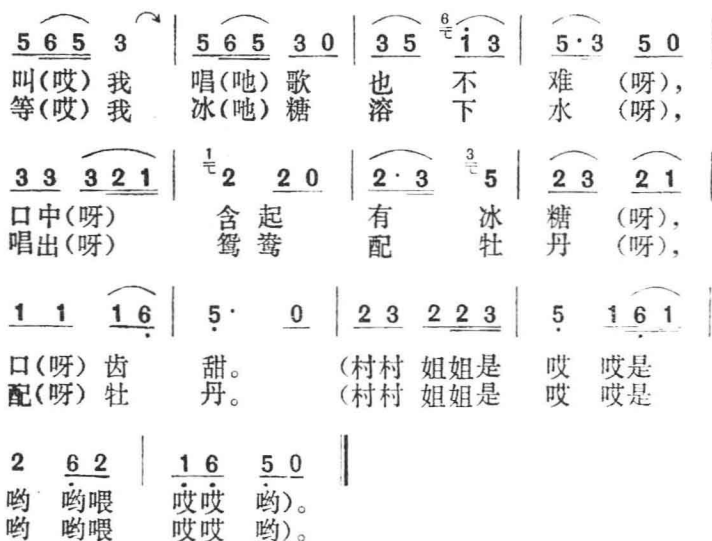 5 6 5 3 | 5 6 5 3 0 | 3 5 6 i 3 | 5·3 5 0 |
叫(哎)我 唱(吔)歌 也 不 难 (呀),
等(哎)我 冰(吔)糖 溶 下 水 (呀),
3 3 3 2 1 | 1 2 2 0 | 2·3 3 5 | 2 3 2 1 |
口中(呀) 含起 有 冰 糖 (呀),
唱出(呀) 鸳鸯 配 牡 丹 (呀),
1 1 1 6 | 5· 0 | 2 3 2 2 3 | 5 1 6 1 |
口(呀)齿 甜。 (村村 姐姐是 哎 哎是
配(呀)牡 丹。 (村村 姐姐是 哎 哎是
2 6 2 | 1 6 5 0 ‖
哟 哟喂 哎哎 哟)。
哟 哟喂 哎哎 哟)。